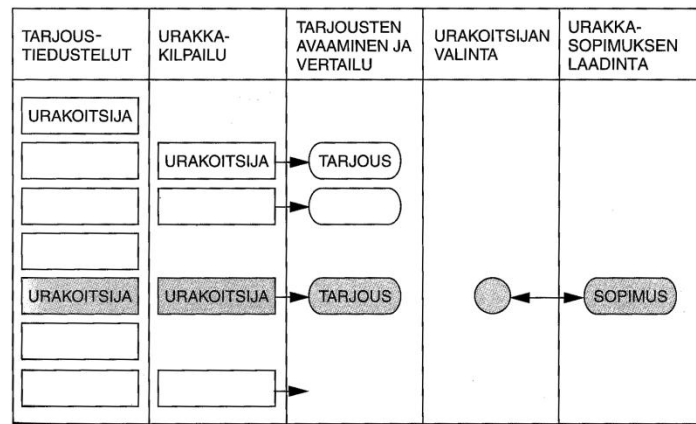 TARJOUS-
TIEDUSTELUT
URAKKA-
KILPAILU
TARJOUSTEN
AVAAMINEN JA
VERTAILU
URAKOITSIJAN
VALINTA
URAKKA-
SOPIMUKSEN
LAADINTA
URAKOITSIJA
URAKOITSIJA
TARJOUS
URAKOITSIJA
URAKOITSIJA
TARJOUS
SOPIMUS